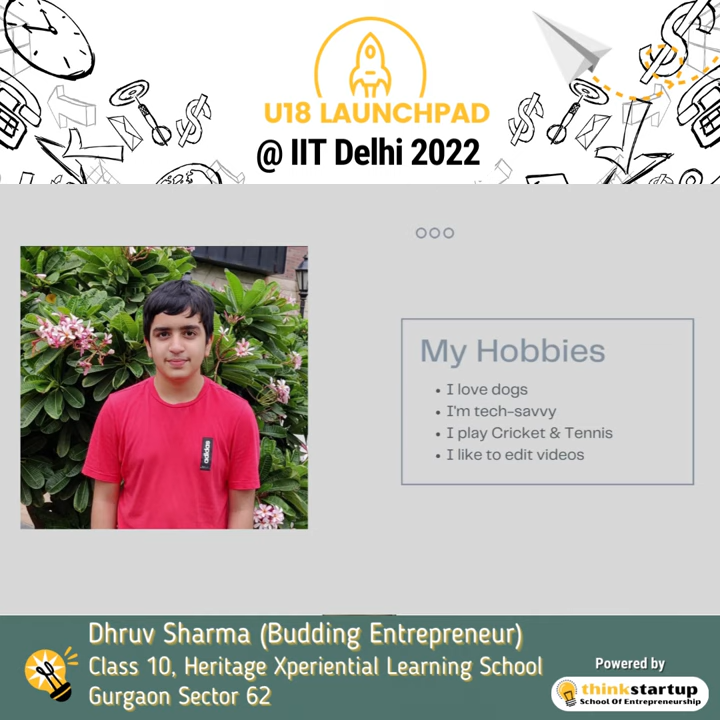 U18 LAUNCHPAD
@ IIT Delhi 2022
My Hobbies
• I love dogs
• I'm tech-savvy
• I play Cricket & Tennis
• I like to edit videos
adidas
Dhruv Sharma (Budding Entrepreneur)
Class 10, Heritage Xperiential Learning School
Gurgaon Sector 62
Powered by
thinkstartup
School Of Entrepreneurship